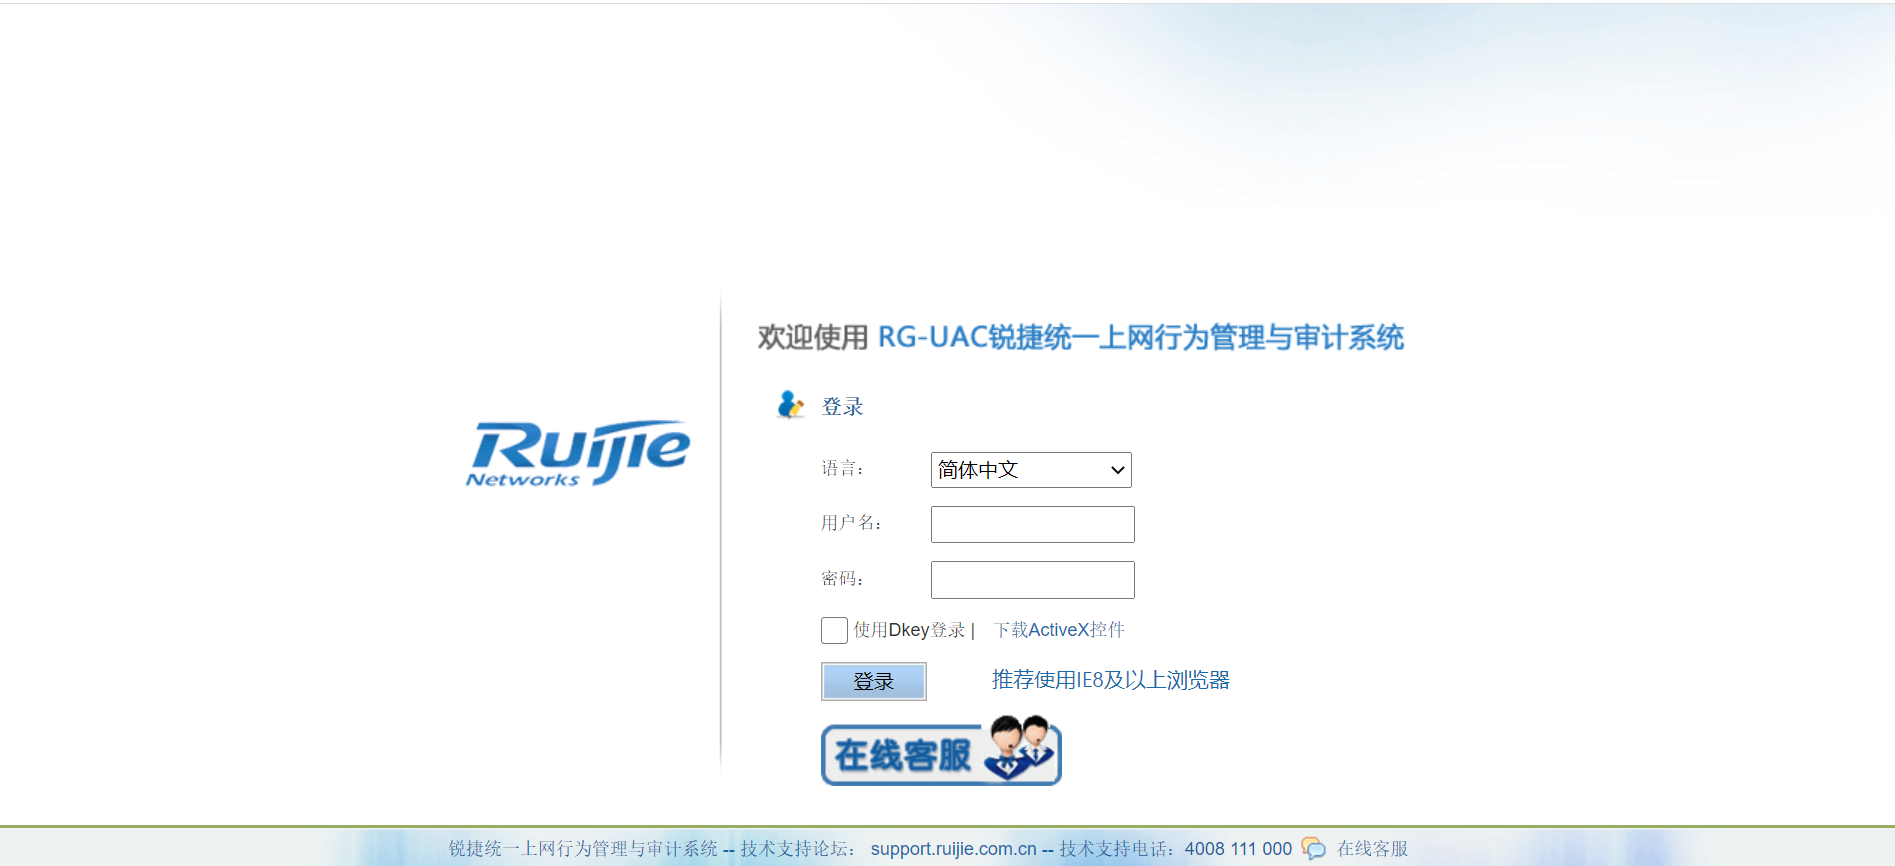 欢迎使用 RG-UAC锐捷统一上网行为管理与审计系统
登录
Ruijie
Networks
语言： 简体中文
用户名：
密码：
使用Dkey登录 | 下载ActiveX控件
登录 推荐使用IE8及以上浏览器
在线客服
锐捷统一上网行为管理与审计系统 -- 技术支持论坛： support.ruijie.com.cn -- 技术支持电话：4008 111 000 在线客服